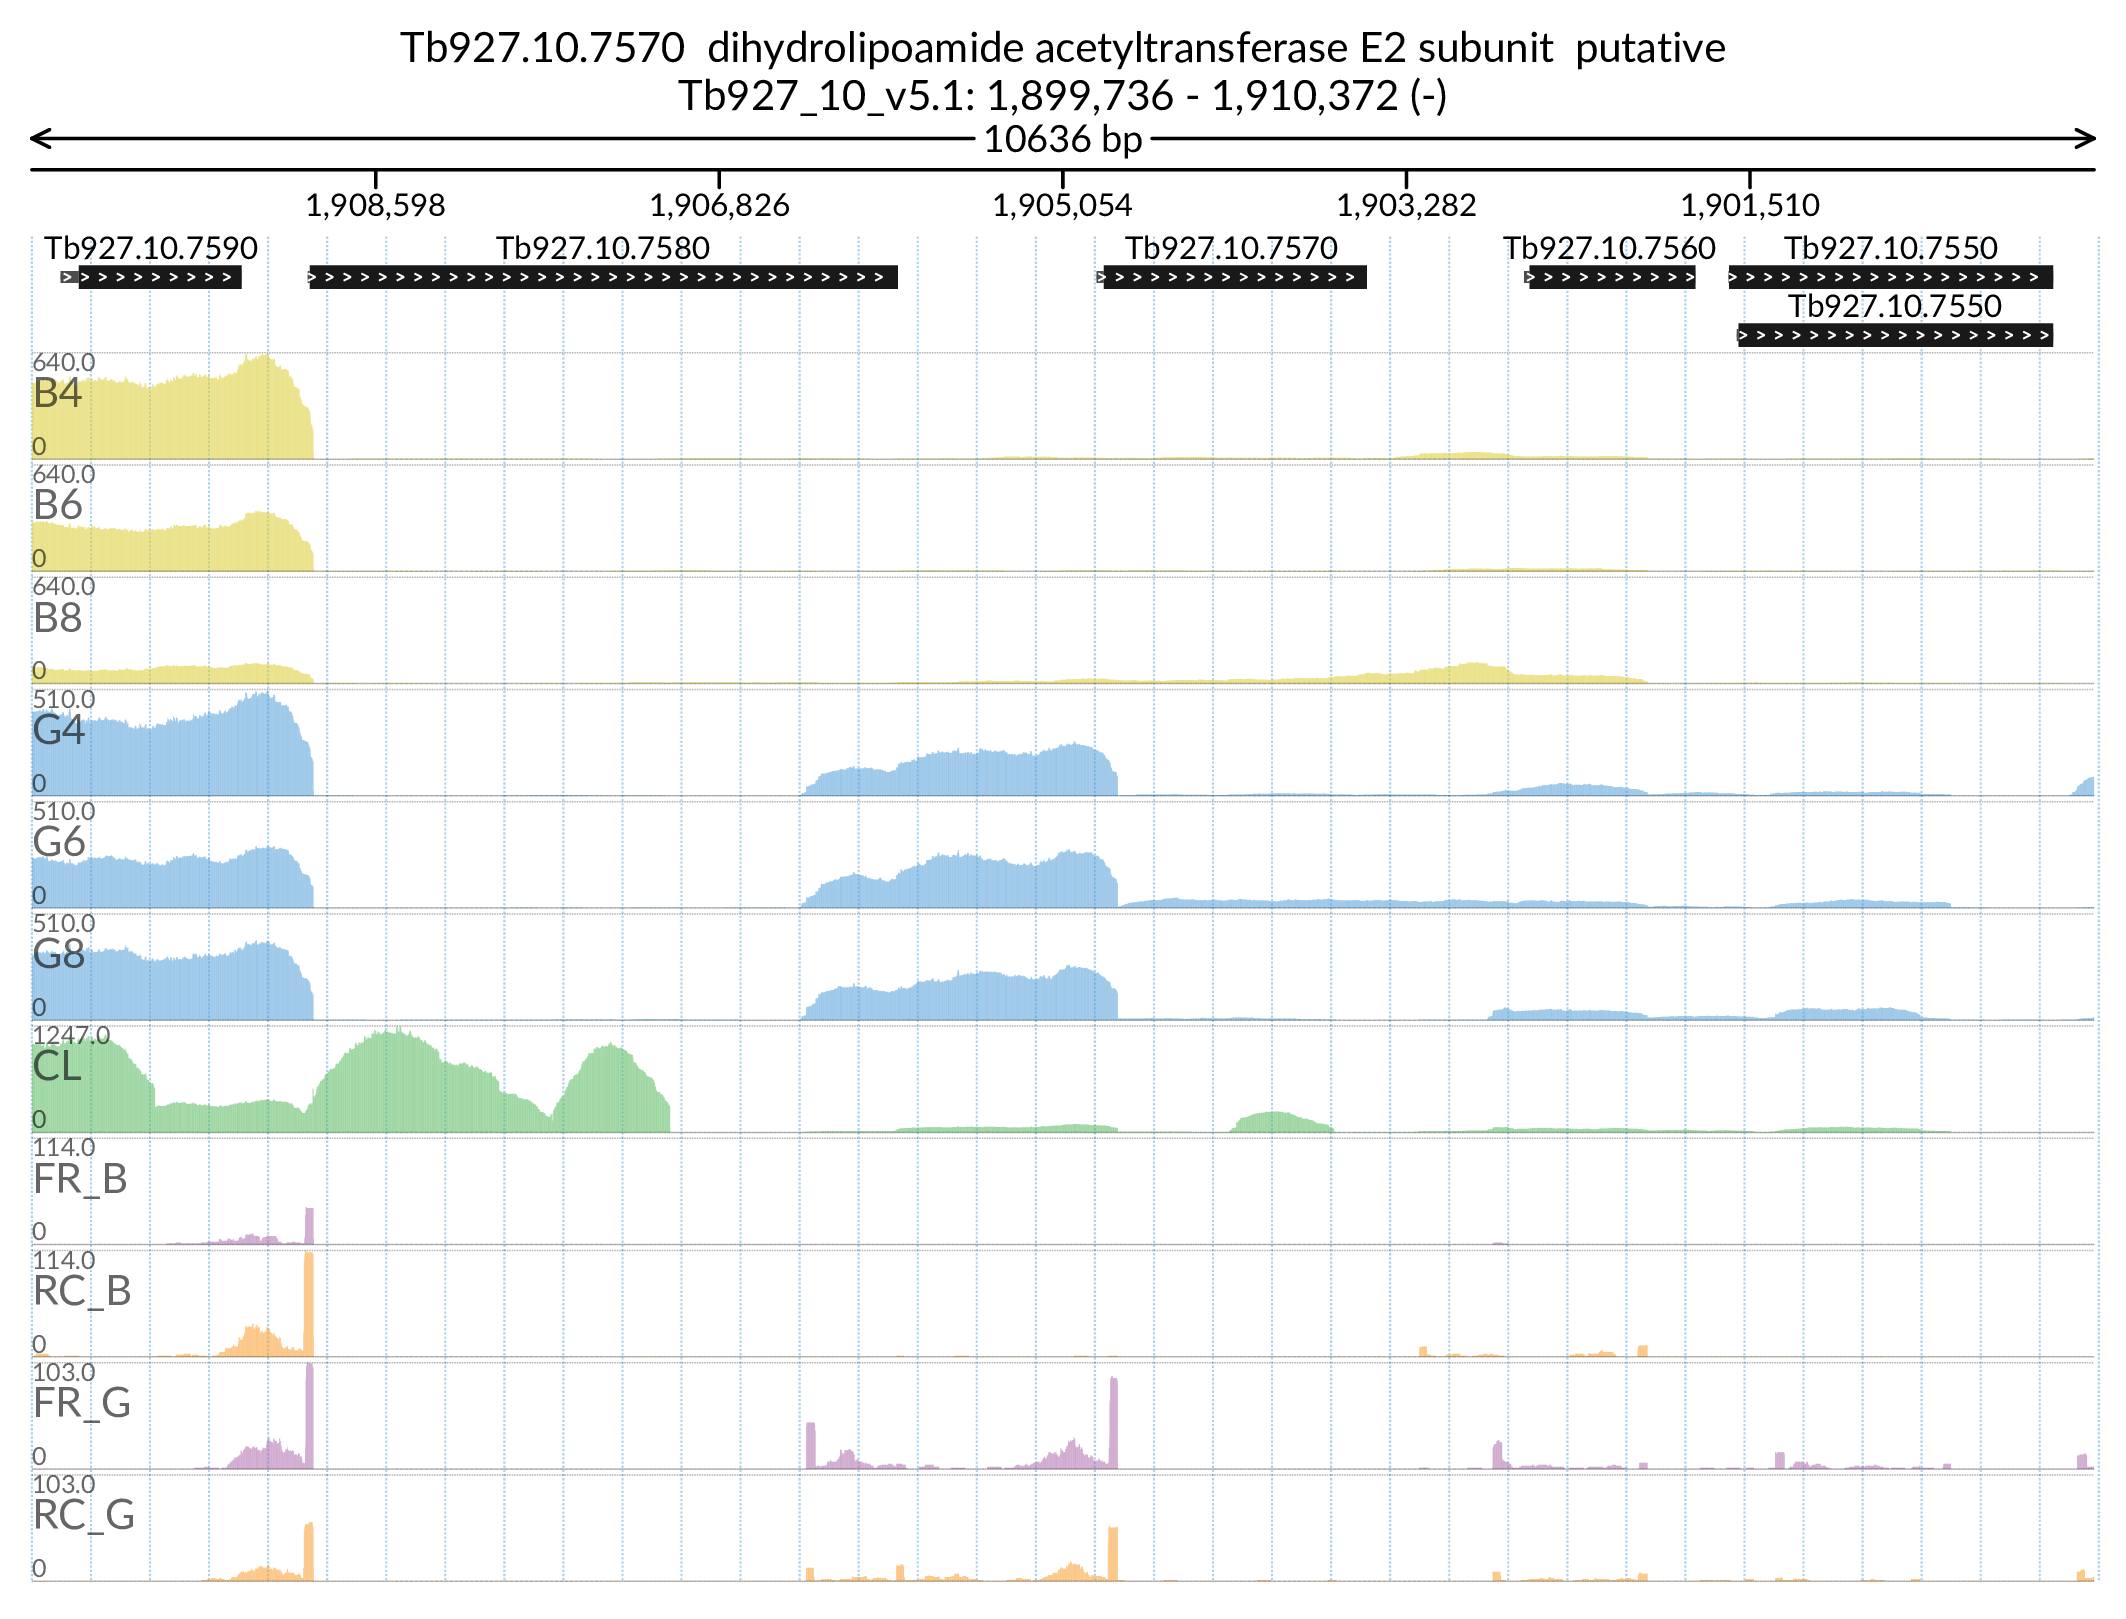 Tb927.10.7570  dihydrolipoamide acetyltransferase E2 subunit  putative
Tb927_10_v5.1: 1,899,736 - 1,910,372 (-)
10636 bp
1,908,598 1,906,826 1,905,054 1,903,282 1,901,510
Tb927.10.7590 Tb927.10.7580 Tb927.10.7570 Tb927.10.7560 Tb927.10.7550
Tb927.10.7550
640.0
B4
0
640.0
B6
0
640.0
B8
0
510.0
G4
0
510.0
G6
0
510.0
G8
0
1247.0
CL
0
114.0
FR_B
0
114.0
RC_B
0
103.0
FR_G
0
103.0
RC_G
0